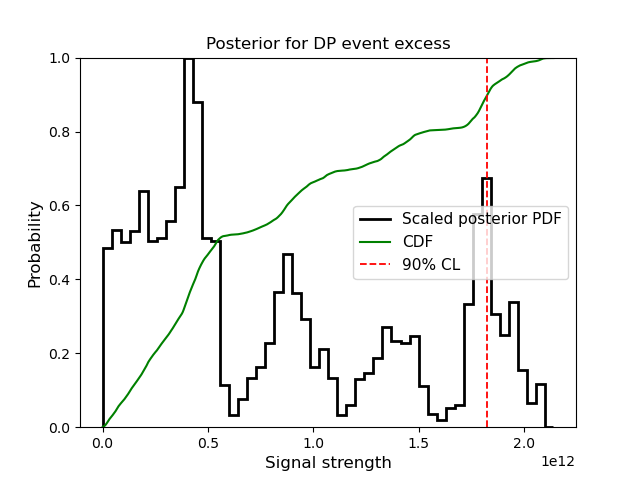 Posterior for DP event excess
Probability
1.0
0.8
0.6
0.4
0.2
0.0
Scaled posterior PDF
CDF
90% CL
0.0 0.5 1.0 1.5 2.0
1e12
Signal strength